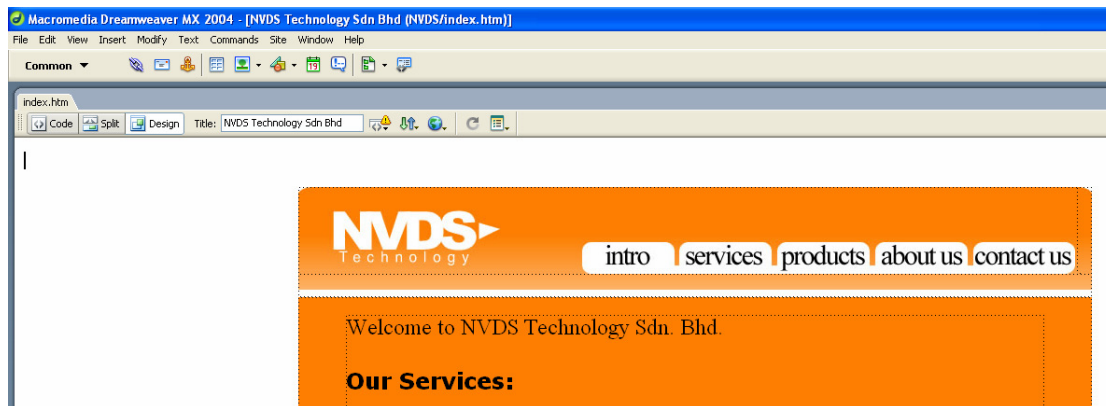 Macromedia Dreamweaver MX 2004 - [NVDS Technology Sdn Bhd (NVDS/index.htm)]
File Edit View Insert Modify Text Commands Site Window Help
Common
19
index.htm
Code Split Design Title: NVDS Technology Sdn Bhd
NVDS
Technology
intro services products about us contact us
Welcome to NVDS Technology Sdn. Bhd.
Our Services: